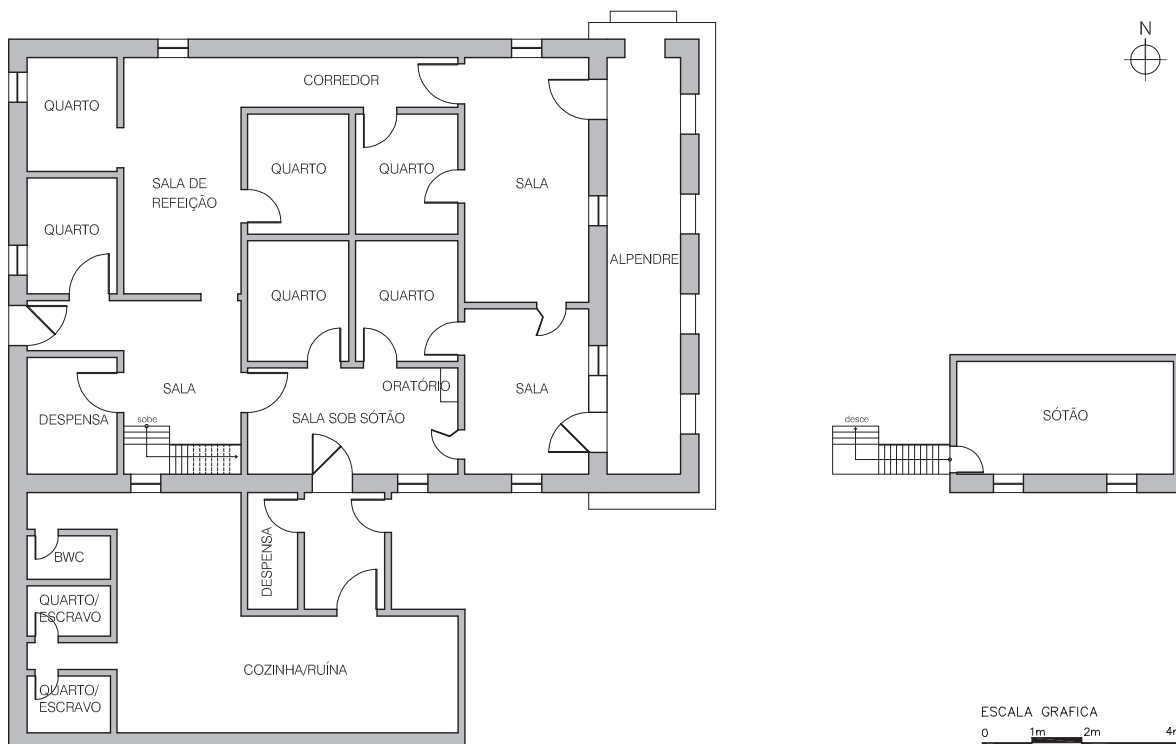 N
CORREDOR
QUARTO
QUARTO
QUARTO
SALA DE
REFEIÇÃO
SALA
QUARTO
ALPENDRE
QUARTO
QUARTO
ORATÓRIO
SALA
SALA
DESPENSA
sobe
SALA SOB SÓTÃO
desce
SÓTÃO
DESPENSA
BWC
QUARTO/
ESCRAVO
COZINHA/RUÍNA
QUARTO/
ESCRAVO
ESCALA GRAFICA
0 1m 2m 4m